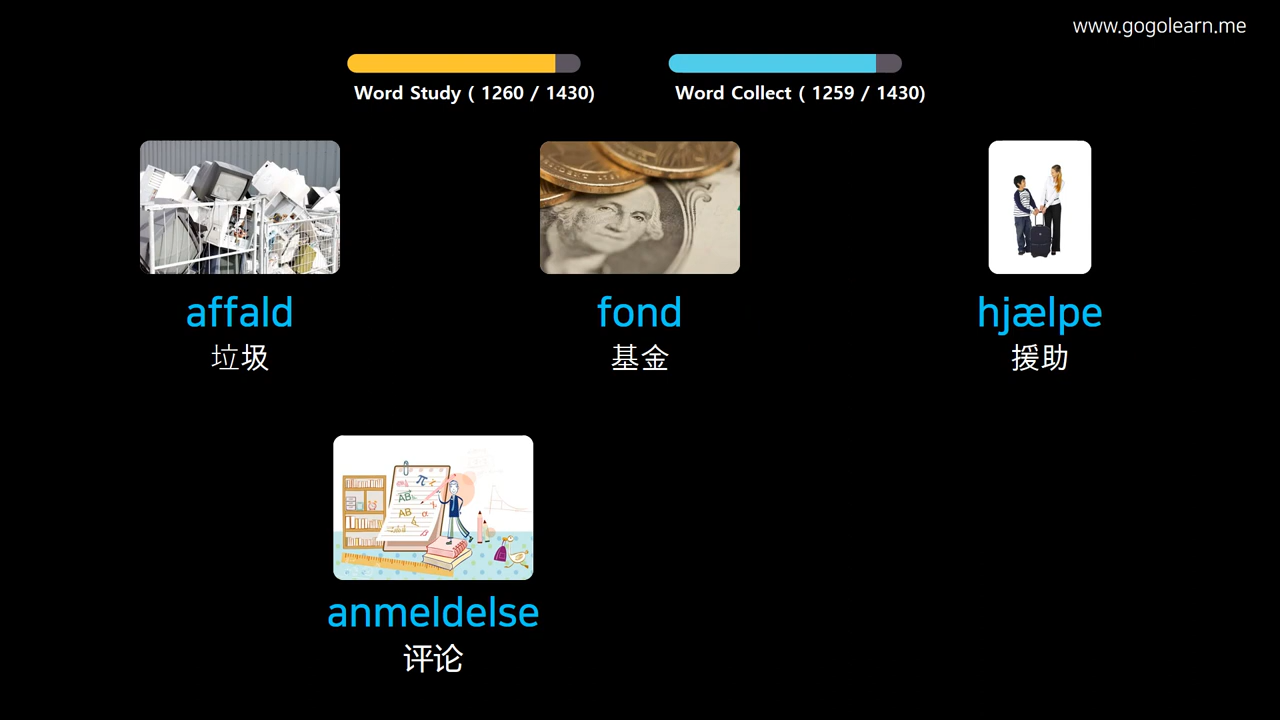 www.gogolearn.me
Word Study ( 1260 / 1430)
Word Collect ( 1259 / 1430)
affald
垃圾
fond
基金
hjælpe
援助
anmeldelse
评论